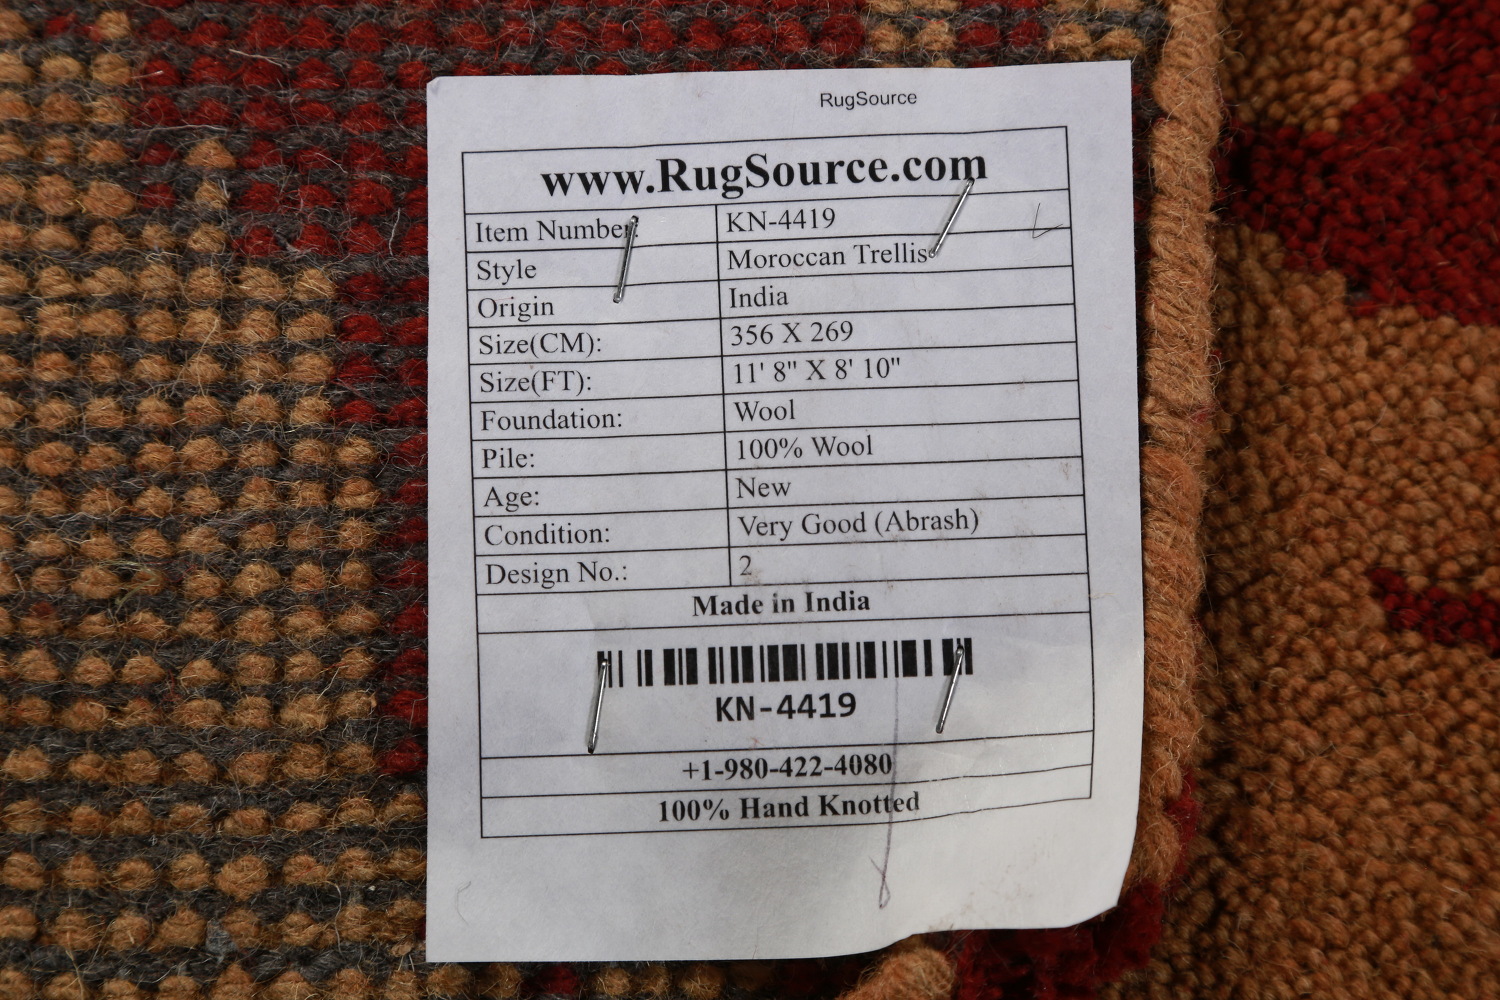 RugSource
www.RugSource.com
Item Number: KN-4419
Style Moroccan Trellis
Origin India
Size(CM): 356 X 269
Size(FT): 11' 8" X 8' 10"
Foundation: Wool
Pile: 100% Wool
Age: New
Condition: Very Good (Abrash)
Design No.: 2
Made in India
KN-4419
+1-980-422-4080
100% Hand Knotted